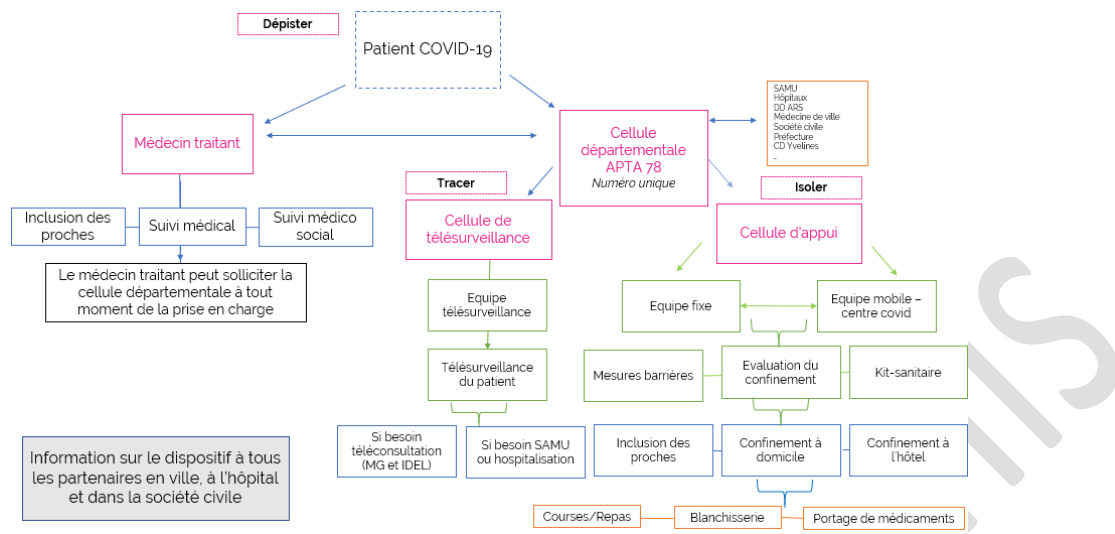 Dépister
Patient COVID-19
SAMU
Hôpitaux
DD ARS
Médecine de ville
Société civile
Préfecture
CD Yvelines
...
Médecin traitant
Cellule
départementale
APTA 78
Numéro unique
Tracer
Isoler
Inclusion des
proches
Suivi médical
Suivi médico
social
Cellule de
télésurveillance
Cellule d'appui
Le médecin traitant peut solliciter la
cellule départementale à tout
moment de la prise en charge
Equipe
télésurveillance
Equipe fixe
Equipe mobile –
centre covid
Télésurveillance
du patient
Mesures barrières
Evaluation du
confinement
Kit-sanitaire
Si besoin
téléconsultation
(MG et IDEL)
Si besoin SAMU
ou hospitalisation
Inclusion des
proches
Confinement à
domicile
Confinement à
l'hôtel
Information sur le dispositif à tous
les partenaires en ville, à l'hôpital
et dans la société civile
Courses/Repas
Blanchisserie
Portage de médicaments